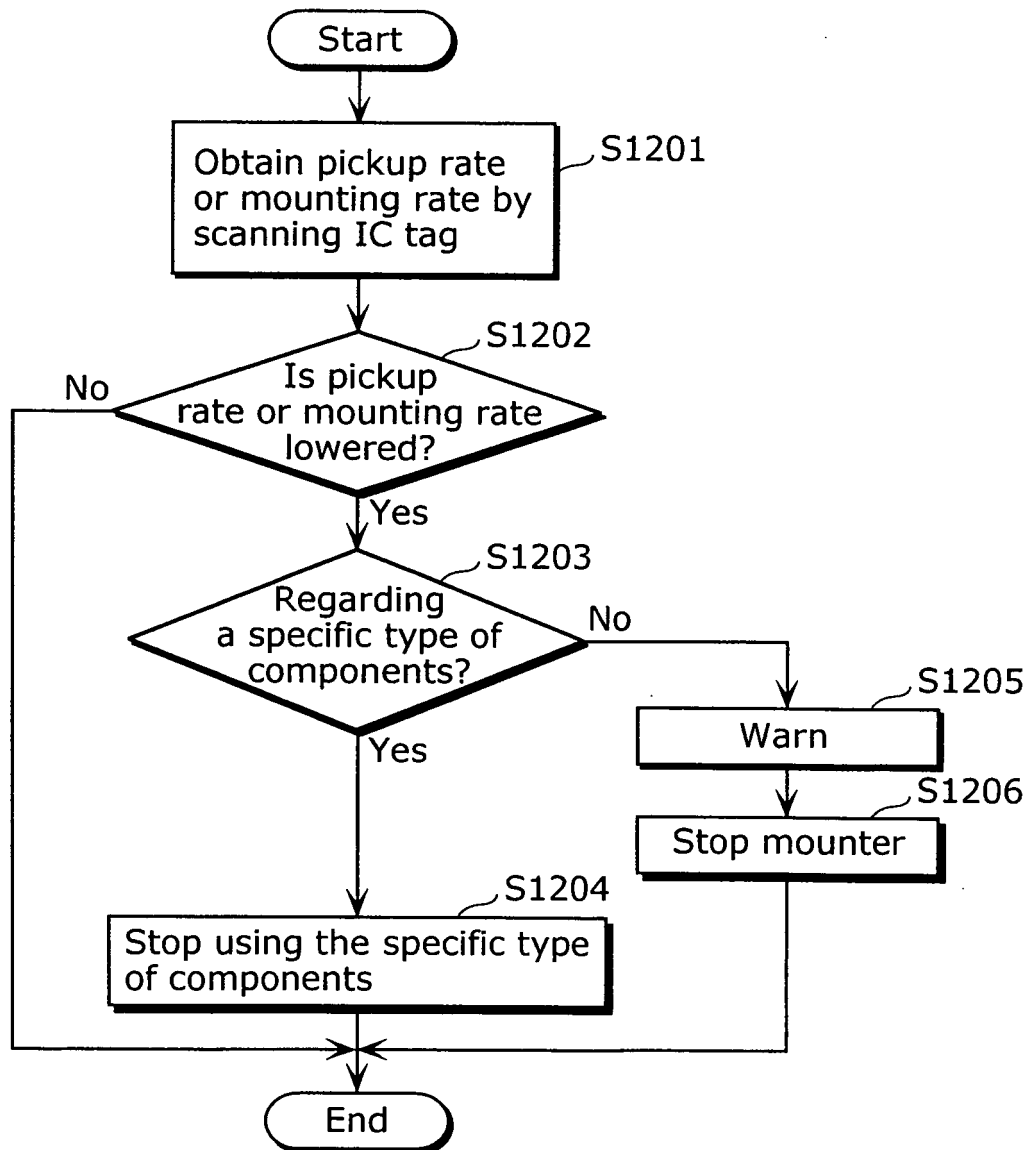 Start
Obtain pickup rate
or mounting rate by
scanning IC tag
S1201
S1202
Is pickup
rate or mounting rate
lowered?
No
Yes
S1203
Regarding
a specific type of
components?
No
Yes
S1205
Warn
S1206
Stop mounter
S1204
Stop using the specific type
of components
End